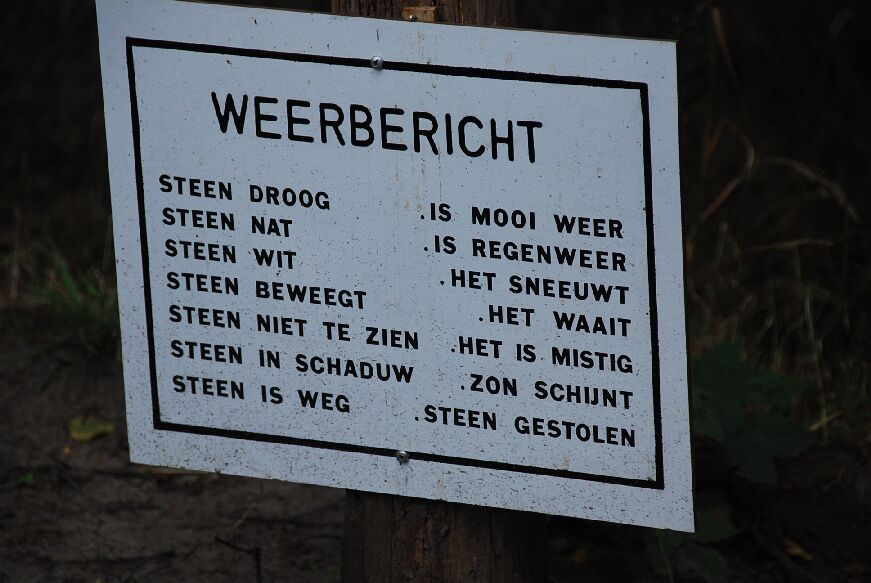 WEERBERICHT
STEEN DROOG .IS MOOI WEER
STEEN NAT .IS REGENWEER
STEEN WIT .HET SNEEUWT
STEEN BEWEEGT .HET WAAIT
STEEN NIET TE ZIEN .HET IS MISTIG
STEEN IN SCHADUW .ZON SCHIJNT
STEEN IS WEG .STEEN GESTOLEN